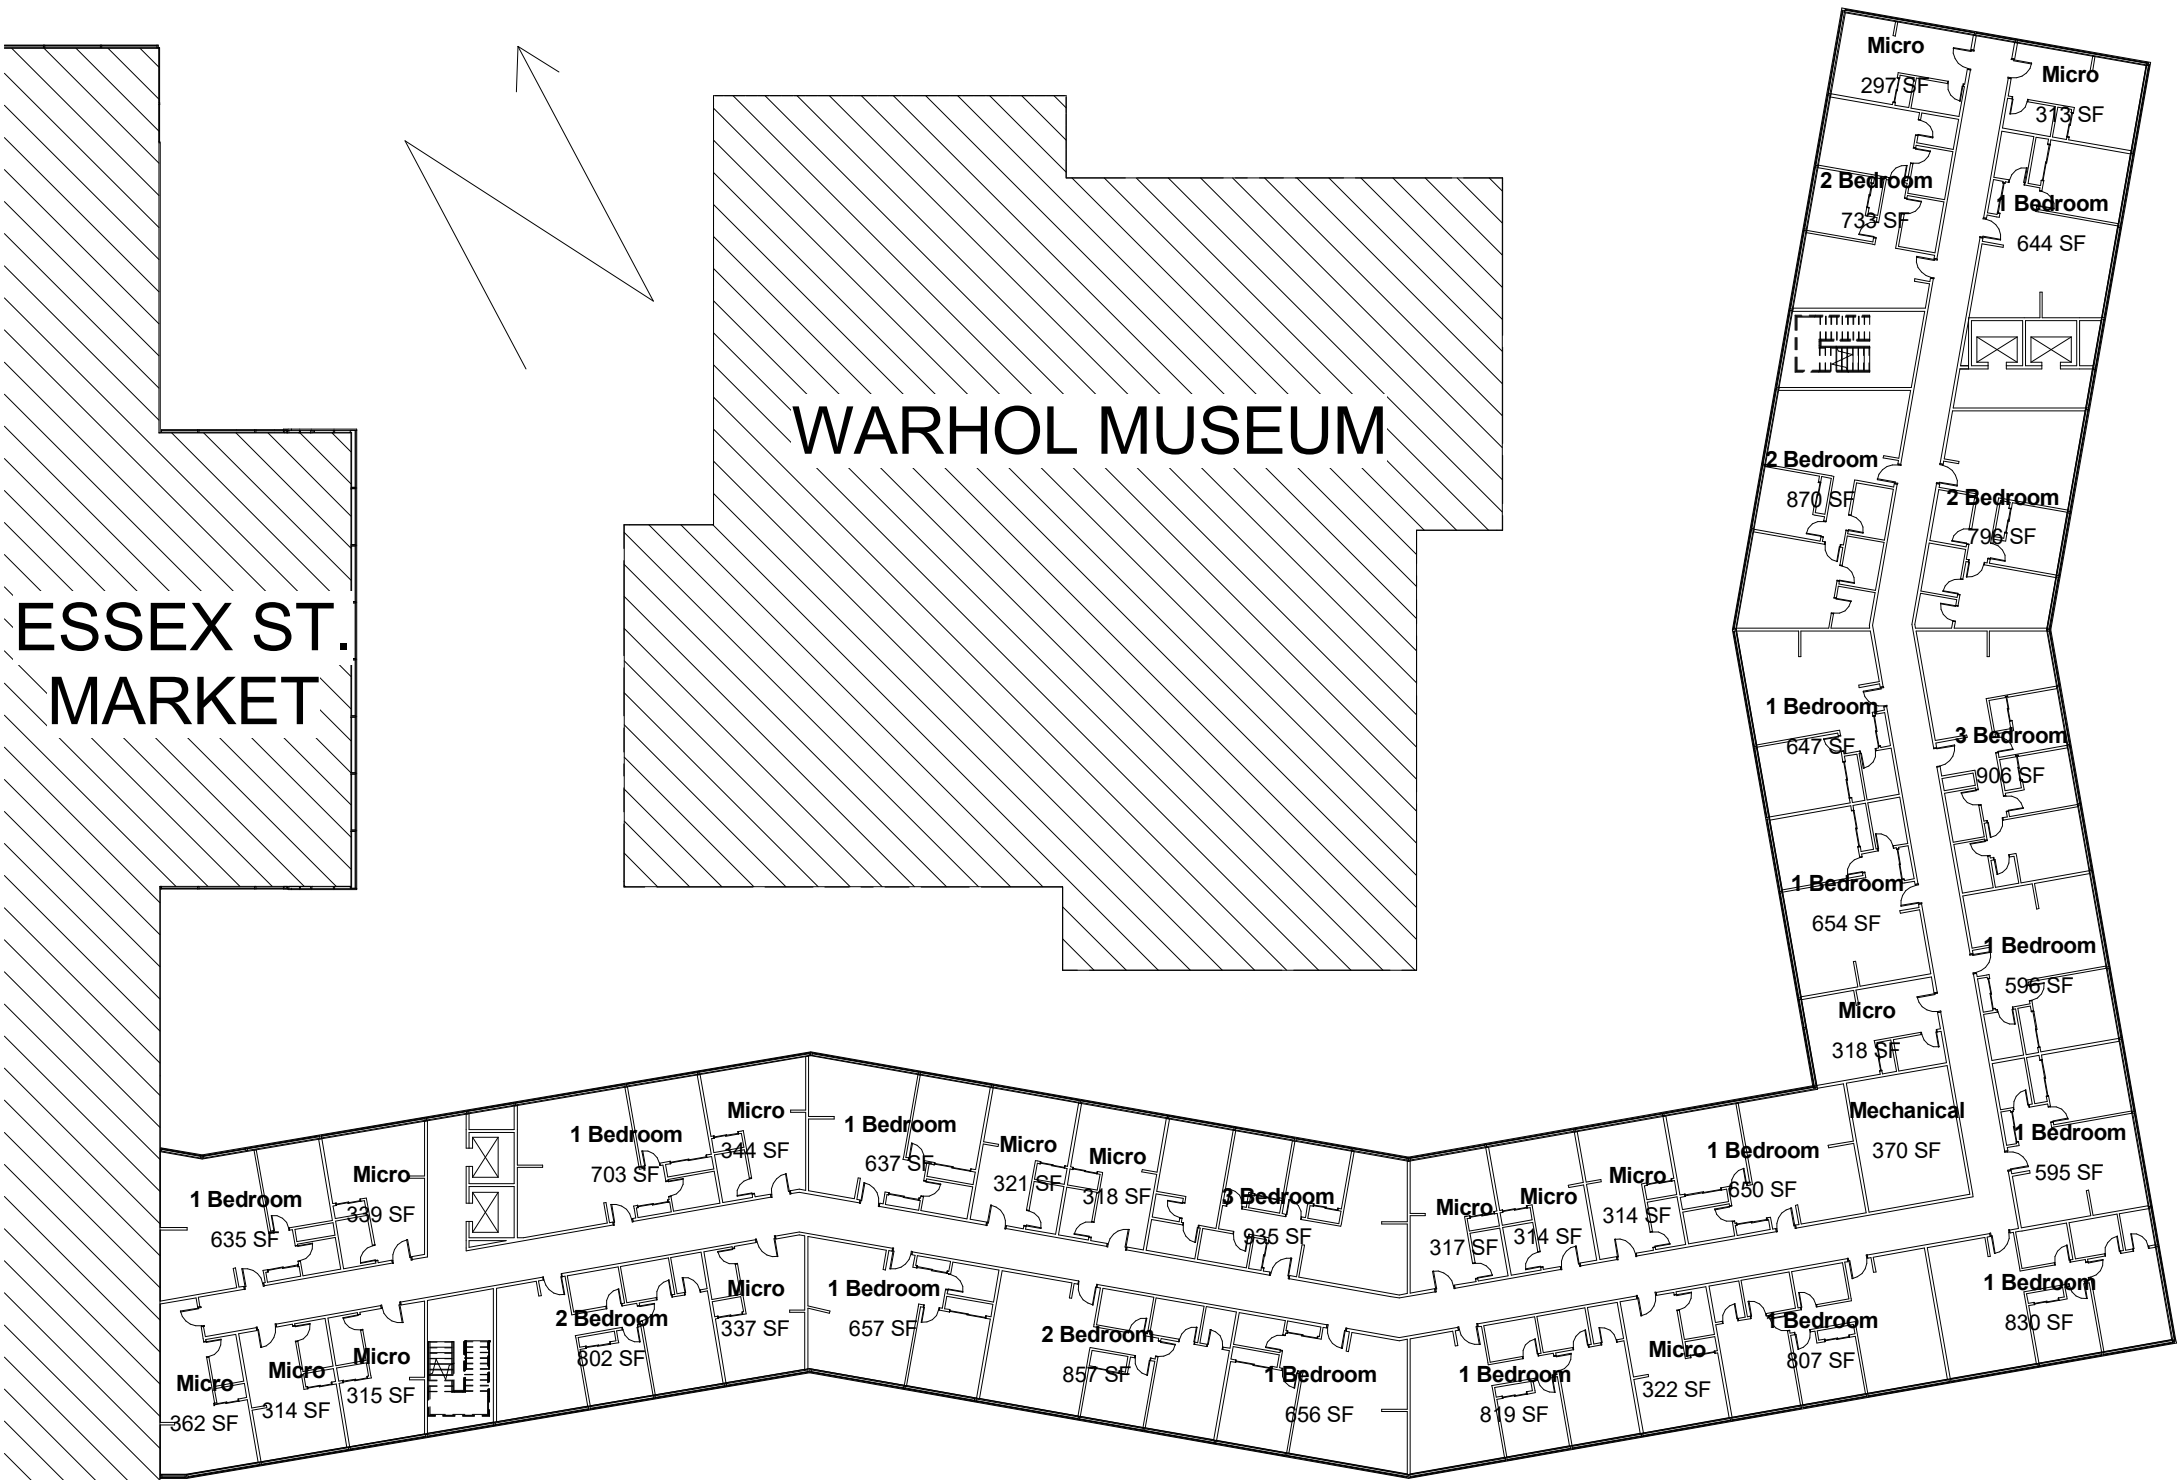 Micro
297 SF
Micro
313 SF
2 Bedroom
733 SF
1 Bedroom
644 SF
WARHOL MUSEUM
2 Bedroom
870 SF
2 Bedroom
796 SF
ESSEX ST.
MARKET
1 Bedroom
647 SF
3 Bedroom
906 SF
1 Bedroom
654 SF
1 Bedroom
596 SF
Micro
318 SF
Mechanical
370 SF
1 Bedroom
595 SF
1 Bedroom
635 SF
Micro
339 SF
1 Bedroom
703 SF
Micro
344 SF
1 Bedroom
637 SF
Micro
321 SF
Micro
318 SF
3 Bedroom
935 SF
Micro
317 SF
Micro
314 SF
Micro
314 SF
1 Bedroom
650 SF
Micro
362 SF
Micro
314 SF
Micro
315 SF
2 Bedroom
802 SF
Micro
337 SF
1 Bedroom
657 SF
2 Bedroom
857 SF
1 Bedroom
656 SF
1 Bedroom
819 SF
Micro
322 SF
1 Bedroom
807 SF
1 Bedroom
830 SF